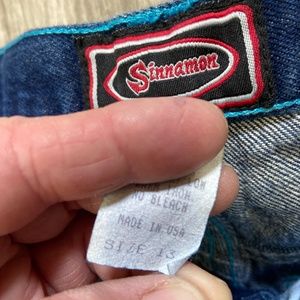 Sinnamon
NO BLEACH
MADE IN USA
SIZE 13